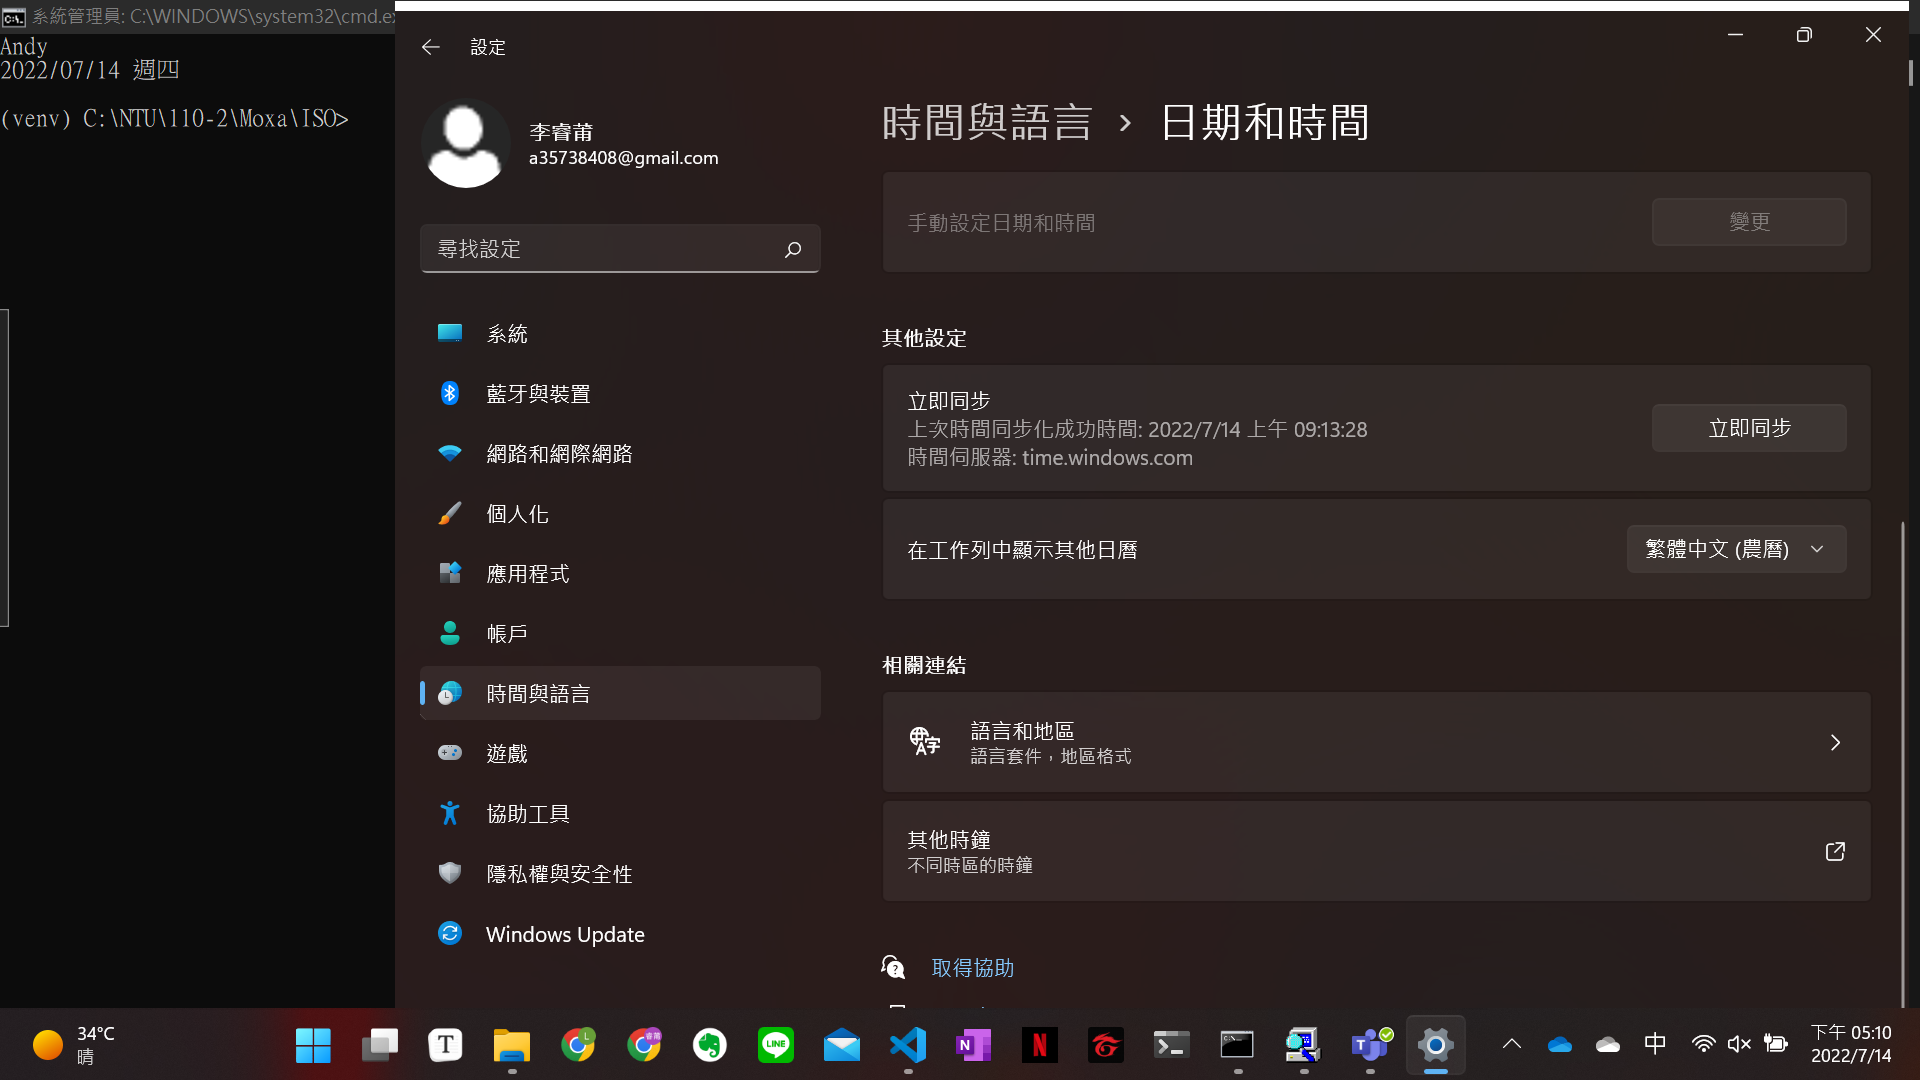 系統管理員: C:\WINDOWS\system32\cmd.ex
Andy
2022/07/14 週四
(venv) C:\NTU\110-2\Moxa\ISO>
設定
李睿莆
a35738408@gmail.com
尋找設定
系統
藍牙與裝置
網路和網際網路
個人化
應用程式
帳戶
時間與語言
遊戲
協助工具
隱私權與安全性
Windows Update
時間與語言 › 日期和時間
手動設定日期和時間
變更
其他設定
立即同步
上次時間同步化成功時間: 2022/7/14 上午 09:13:28
時間伺服器: time.windows.com
立即同步
在工作列中顯示其他日曆
繁體中文 (農曆)
相關連結
語言和地區
語言套件，地區格式
其他時鐘
不同時區的時鐘
取得協助
34°C
晴
中
下午 05:10
2022/7/14